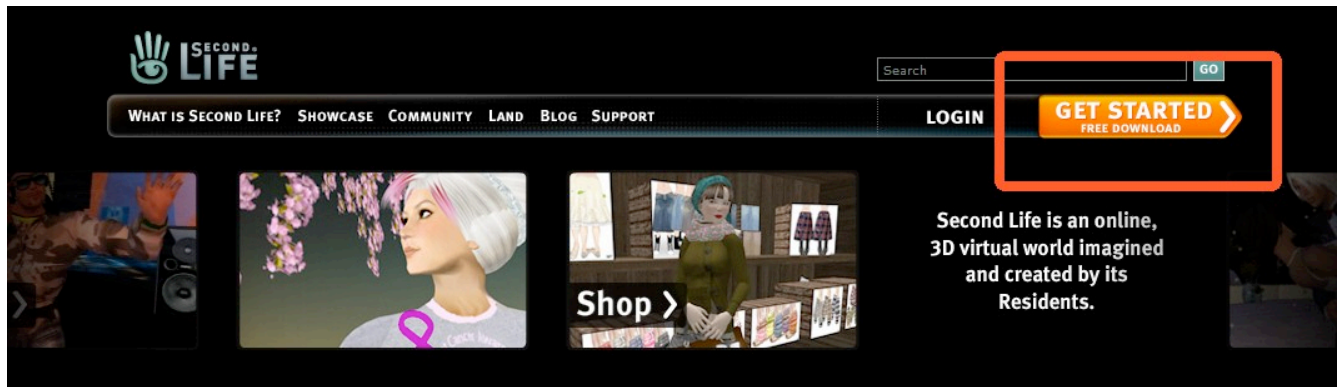 SECOND
LIFE
Search
GO
WHAT IS SECOND LIFE? SHOWCASE COMMUNITY LAND BLOG SUPPORT
LOGIN
GET STARTED
FREE DOWNLOAD
Shop
Second Life is an online,
3D virtual world imagined
and created by its
Residents.